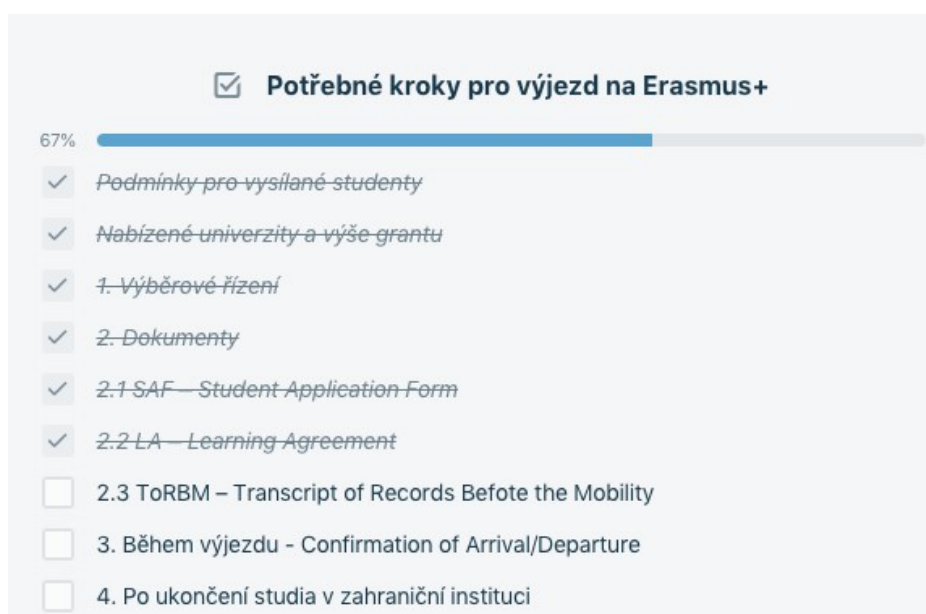 Potřebné kroky pro výjezd na Erasmus+
67%
Podmínky pro vysílané studenty
Nabízené univerzity a výše grantu
1. Výběrové řízení
2. Dokumenty
2.1 SAF – Student Application Form
2.2 LA – Learning Agreement
2.3 ToRBM – Transcript of Records Befote the Mobility
3. Během výjezdu - Confirmation of Arrival/Departure
4. Po ukončení studia v zahraniční instituci